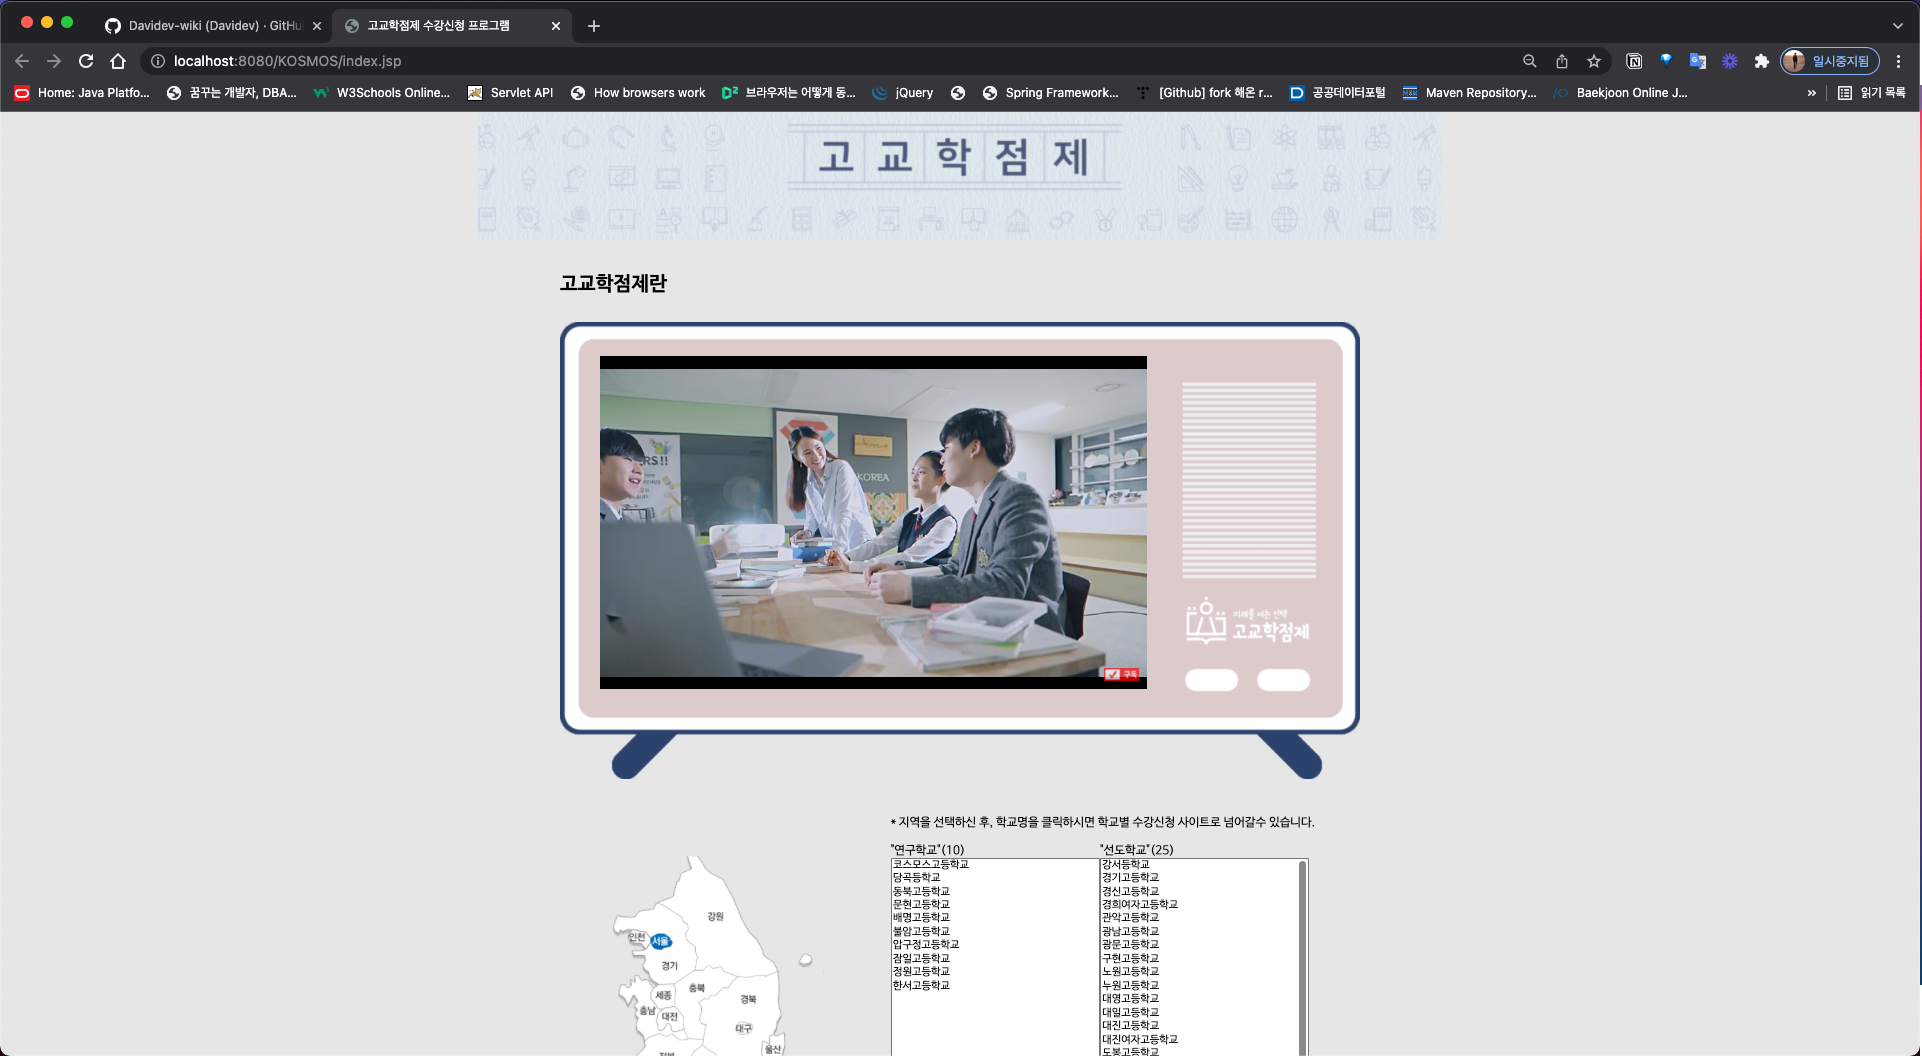 Davidev-wiki (Davidev) · GitHu
고교학점제 수강신청 프로그램
localhost:8080/KOSMOS/index.jsp
일시중지됨
Home: Java Platfo...
꿈꾸는 개발자, DBA...
W3Schools Online...
Servlet API
How browsers work
브라우저는 어떻게 동...
jQuery
Spring Framework...
[Github] fork 해온 r...
공공데이터포털
Maven Repository...
Baekjoon Online J...
»
읽기 목록
고교학점제
고교학점제란
RS!!
KOREA
미래를 여는 선택
고교학점제
구독
* 지역을 선택하신 후, 학교명을 클릭하시면 학교별 수강신청 사이트로 넘어갈수 있습니다.
"연구학교"(10)
코스모스고등학교
당곡등학교
동북고등학교
문현고등학교
배명고등학교
불암고등학교
압구정고등학교
잠일고등학교
정원고등학교
한서고등학교
"선도학교"(25)
강서등학교
경기고등학교
경신고등학교
경희여자고등학교
관악고등학교
광남고등학교
광문고등학교
구현고등학교
노원고등학교
누원고등학교
대영고등학교
대일고등학교
대진고등학교
대진여자고등학교
도봉고등학교
강원
인천
서울
경기
충북
세종
경북
충남
대전
대구
울산
전북